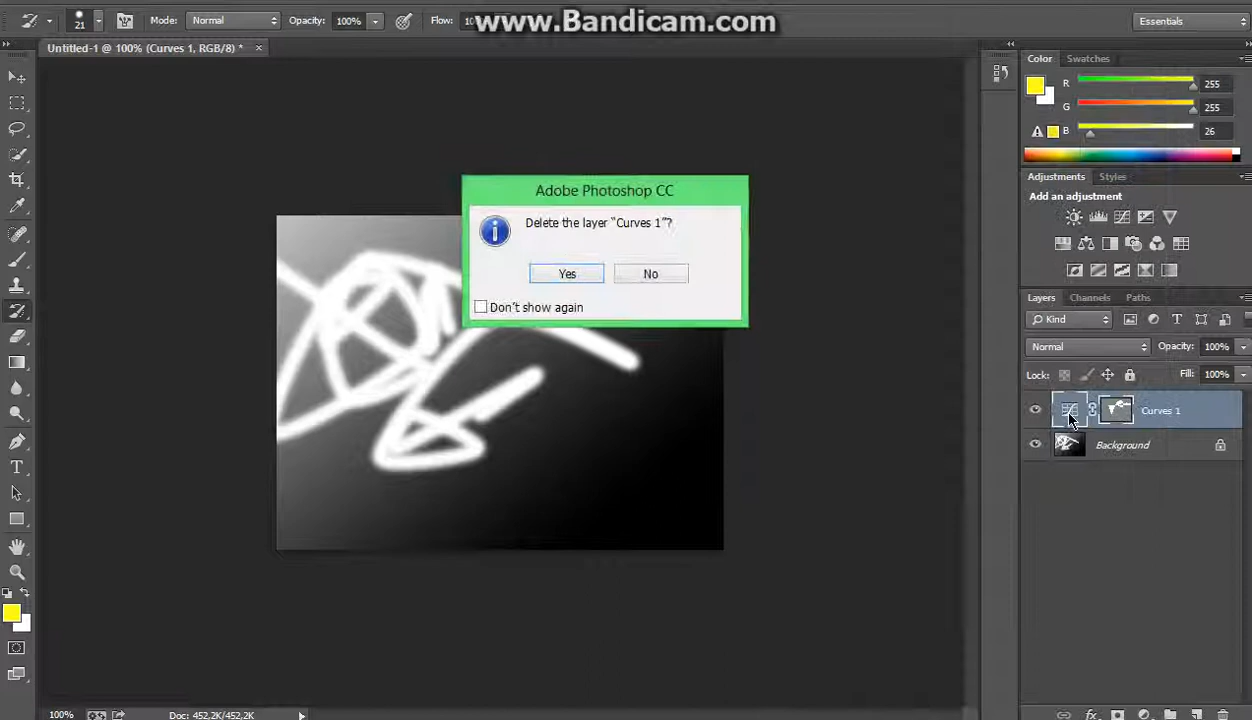 www.Bandicam.com
21 Mode: Normal Opacity: 100% Flow: Essentials
Untitled-1 @ 100% (Curves 1, RGB/8) * ×
Color Swatches
R 255
G 255
B 26
Adjustments Styles
Add an adjustment
Adobe Photoshop CC
Delete the layer “Curves 1”?
Yes No
Don't show again
Layers Channels Paths
Kind
Normal Opacity: 100%
Lock: Fill: 100%
Curves 1
Background
100% Doc: 452,2K/452,2K